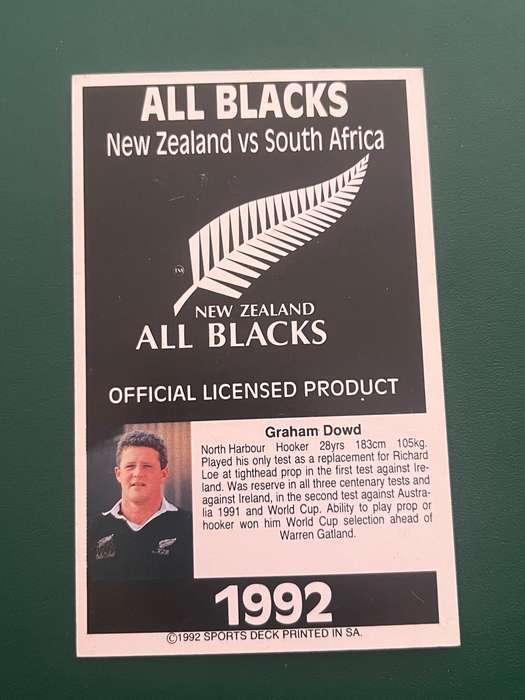 ALL BLACKS
New Zealand vs South Africa
NEW ZEALAND
ALL BLACKS
OFFICIAL LICENSED PRODUCT
Graham Dowd
North Harbour Hooker 28yrs 183cm 105kg.
Played his only test as a replacement for Richard
Loe at tighthead prop in the first test against Ire-
land. Was reserve in all three centenary tests and
against Ireland, in the second test against Austra-
lia 1991 and World Cup. Ability to play prop or
hooker won him World Cup selection ahead of
Warren Gatland.
1992
©1992 SPORTS DECK PRINTED IN SA.